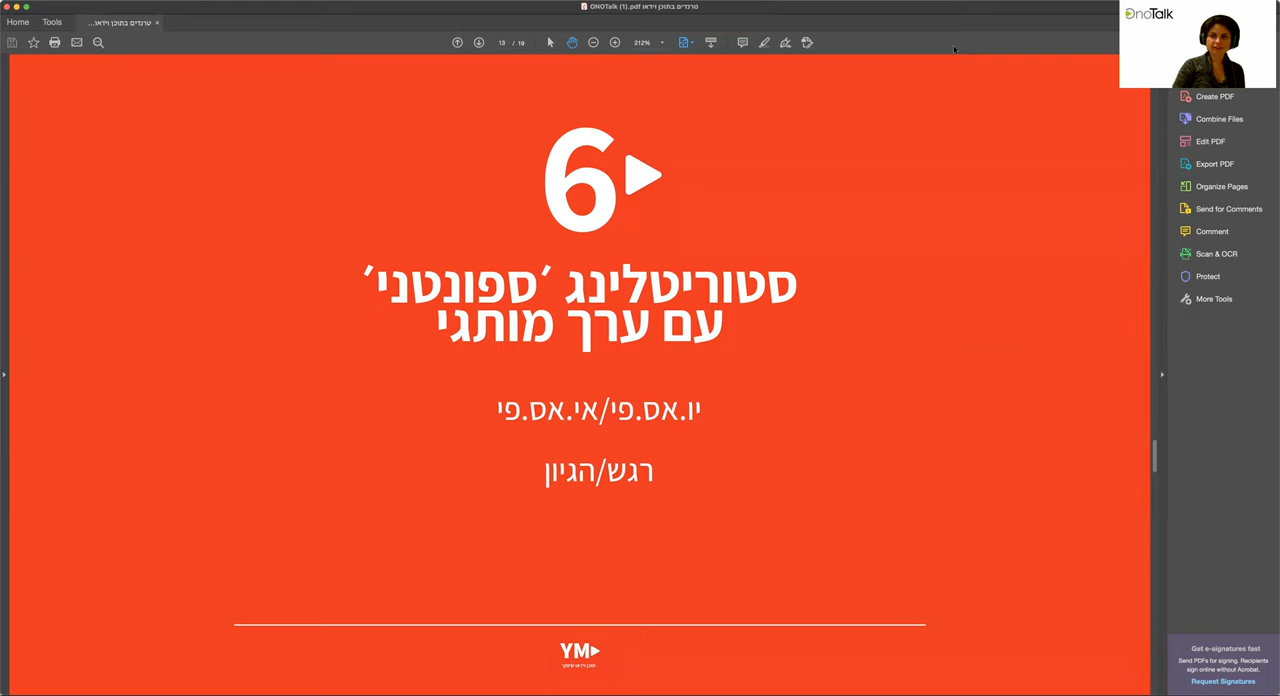 טרנדים בתוכן וידאו ONOTalk (1).pdf
Home
Tools
טרנדים בתוכן וידאו...
13 / 19
212%
OnoTalk
6
סטוריטלינג ׳ספונטני׳
עם ערך מותגי
יו.אס.פי/אי.אס.פי
רגש/הגיון
YM
תוכן וידאו שיווקי
Create PDF
Combine Files
Edit PDF
Export PDF
Organize Pages
Send for Comments
Comment
Scan & OCR
Protect
More Tools
Get e-signatures fast
Send PDFs for signing. Recipients
sign online without Acrobat.
Request Signatures